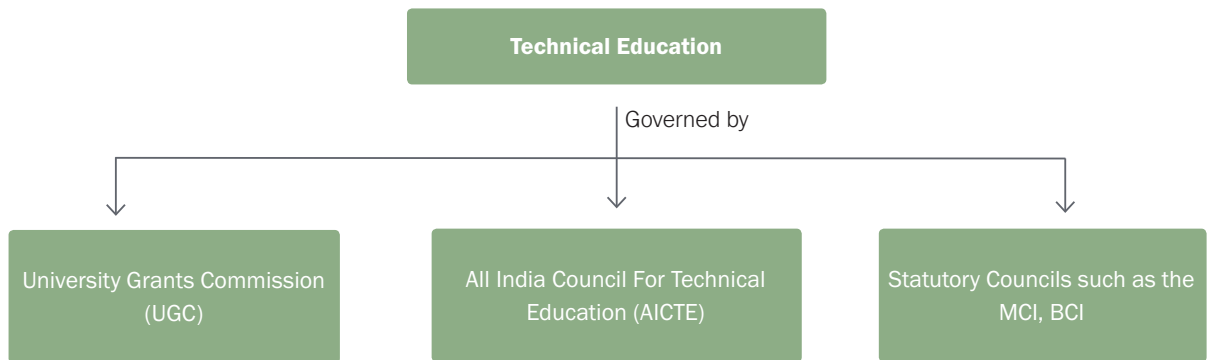 Technical Education
Governed by
University Grants Commission
(UGC)
All India Council For Technical
Education (AICTE)
Statutory Councils such as the
MCI, BCI